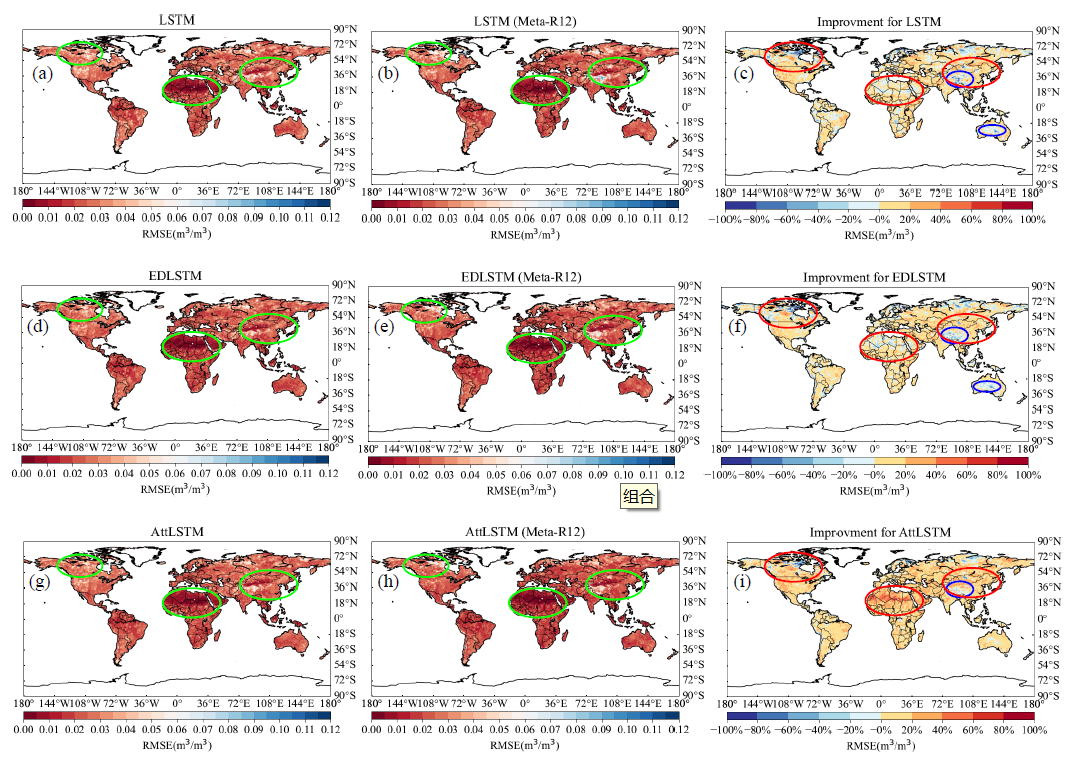 LSTM
LSTM (Meta-R12)
Improvment for LSTM
(a)
(b)
(c)
90°N
72°N
54°N
36°N
18°N
0°
18°S
36°S
54°S
72°S
90°S
90°N
72°N
54°N
36°N
18°N
0°
18°S
36°S
54°S
72°S
90°S
90°N
72°N
54°N
36°N
18°N
0°
18°S
36°S
54°S
72°S
90°S
180° 144°W108°W 72°W 36°W 0° 36°E 72°E 108°E 144°E 180°
180° 144°W108°W 72°W 36°W 0° 36°E 72°E 108°E 144°E 180°
180° 144°W108°W 72°W 36°W 0° 36°E 72°E 108°E 144°E 180°
0.00 0.01 0.02 0.03 0.04 0.05 0.06 0.07 0.08 0.09 0.10 0.11 0.12
0.00 0.01 0.02 0.03 0.04 0.05 0.06 0.07 0.08 0.09 0.10 0.11 0.12
−100% −80% −60% −40% −20% −0% 20% 40% 60% 80% 100%
RMSE(m³/m³)
RMSE(m³/m³)
RMSE(m³/m³)
EDLSTM
EDLSTM (Meta-R12)
Improvment for EDLSTM
(d)
(e)
(f)
90°N
72°N
54°N
36°N
18°N
0°
18°S
36°S
54°S
72°S
90°S
90°N
72°N
54°N
36°N
18°N
0°
18°S
36°S
54°S
72°S
90°S
90°N
72°N
54°N
36°N
18°N
0°
18°S
36°S
54°S
72°S
90°S
180° 144°W108°W 72°W 36°W 0° 36°E 72°E 108°E 144°E 180°
180° 144°W108°W 72°W 36°W 0° 36°E 72°E 108°E 144°E 180°
180° 144°W108°W 72°W 36°W 0° 36°E 72°E 108°E 144°E 180°
0.00 0.01 0.02 0.03 0.04 0.05 0.06 0.07 0.08 0.09 0.10 0.11 0.12
0.00 0.01 0.02 0.03 0.04 0.05 0.06 0.07 0.08 0.09 0.10 0.11 0.12
−100% −80% −60% −40% −20% −0% 20% 40% 60% 80% 100%
RMSE(m³/m³)
RMSE(m³/m³)
RMSE(m³/m³)
组合
AttLSTM
AttLSTM (Meta-R12)
Improvment for AttLSTM
(g)
(h)
(i)
90°N
72°N
54°N
36°N
18°N
0°
18°S
36°S
54°S
72°S
90°S
90°N
72°N
54°N
36°N
18°N
0°
18°S
36°S
54°S
72°S
90°S
90°N
72°N
54°N
36°N
18°N
0°
18°S
36°S
54°S
72°S
90°S
180° 144°W108°W 72°W 36°W 0° 36°E 72°E 108°E 144°E 180°
180° 144°W108°W 72°W 36°W 0° 36°E 72°E 108°E 144°E 180°
180° 144°W108°W 72°W 36°W 0° 36°E 72°E 108°E 144°E 180°
0.00 0.01 0.02 0.03 0.04 0.05 0.06 0.07 0.08 0.09 0.10 0.11 0.12
0.00 0.01 0.02 0.03 0.04 0.05 0.06 0.07 0.08 0.09 0.10 0.11 0.12
−100% −80% −60% −40% −20% −0% 20% 40% 60% 80% 100%
RMSE(m³/m³)
RMSE(m³/m³)
RMSE(m³/m³)